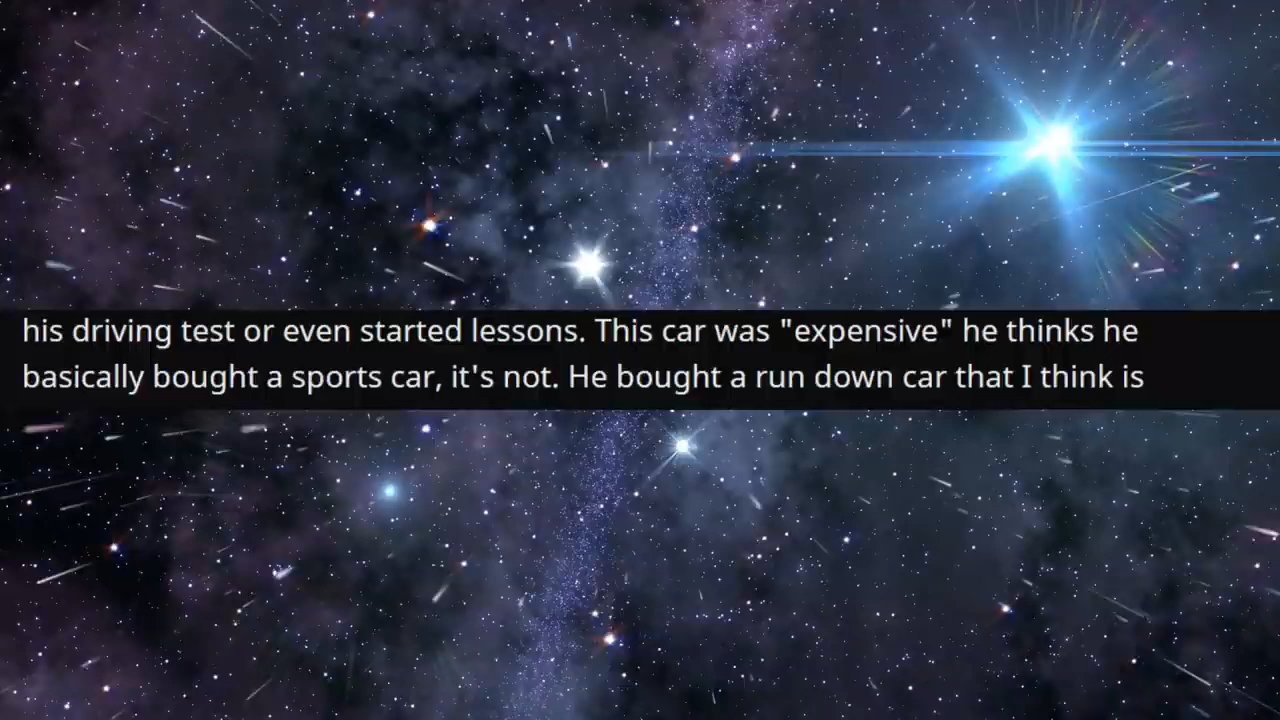 his driving test or even started lessons. This car was "expensive" he thinks he
basically bought a sports car, it's not. He bought a run down car that I think is